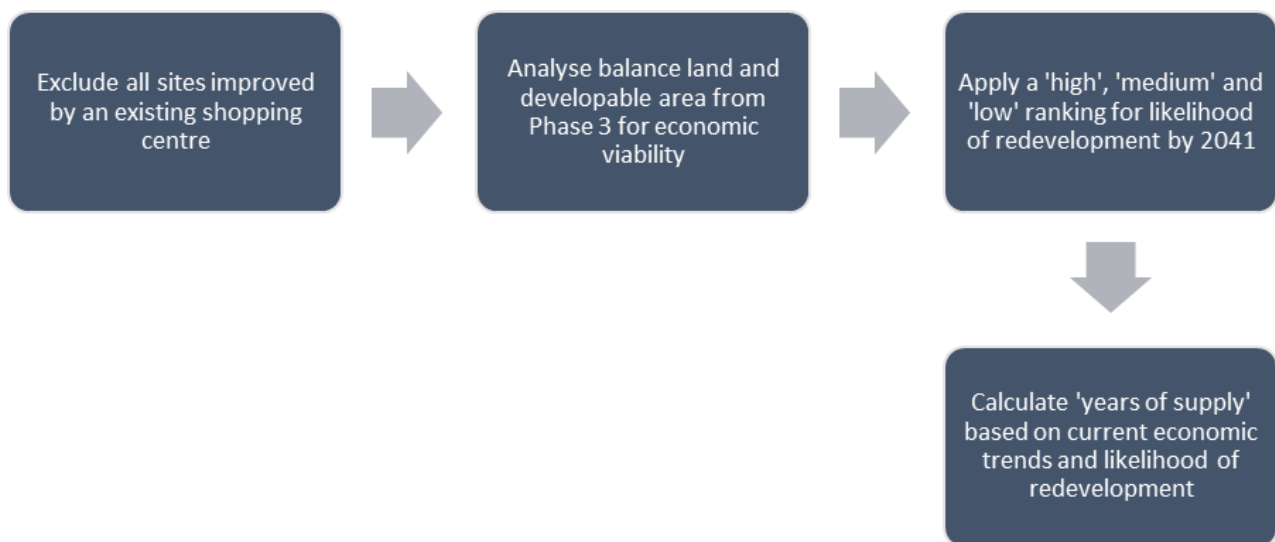 Exclude all sites improved
by an existing shopping
centre
Analyse balance land and
developable area from
Phase 3 for economic
viability
Apply a 'high', 'medium' and
'low' ranking for likelihood
of redevelopment by 2041
Calculate 'years of supply'
based on current economic
trends and likelihood of
redevelopment